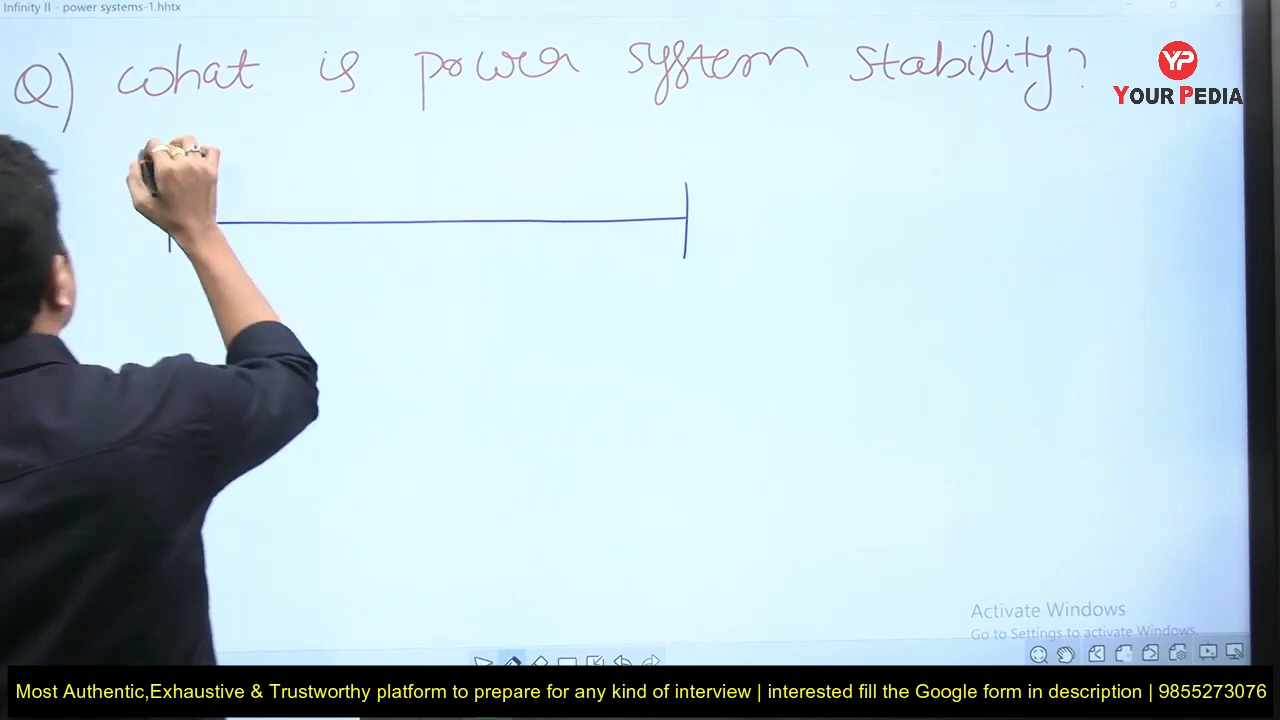 Infinity II - power systems-1.hhtx
Q) What is power system stability?
YP
YOUR PEDIA
Activate Windows
Go to Settings to activate Windows.
Most Authentic,Exhaustive & Trustworthy platform to prepare for any kind of interview | interested fill the Google form in description | 9855273076